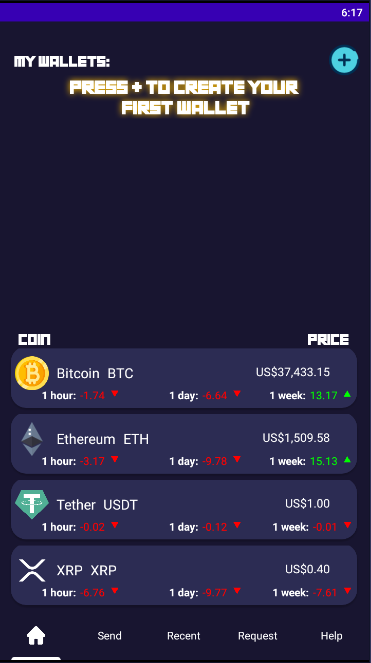 6:17
MY WALLETS:
PRESS + TO CREATE YOUR
FIRST WALLET
COIN PRICE
Bitcoin BTC US$37,433.15
1 hour: -1.74 1 day: -6.64 1 week: 13.17
Ethereum ETH US$1,509.58
1 hour: -3.17 1 day: -9.78 1 week: 15.13
Tether USDT US$1.00
1 hour: -0.02 1 day: -0.12 1 week: -0.01
XRP XRP US$0.40
1 hour: -6.76 1 day: -9.77 1 week: -7.61
Send Recent Request Help